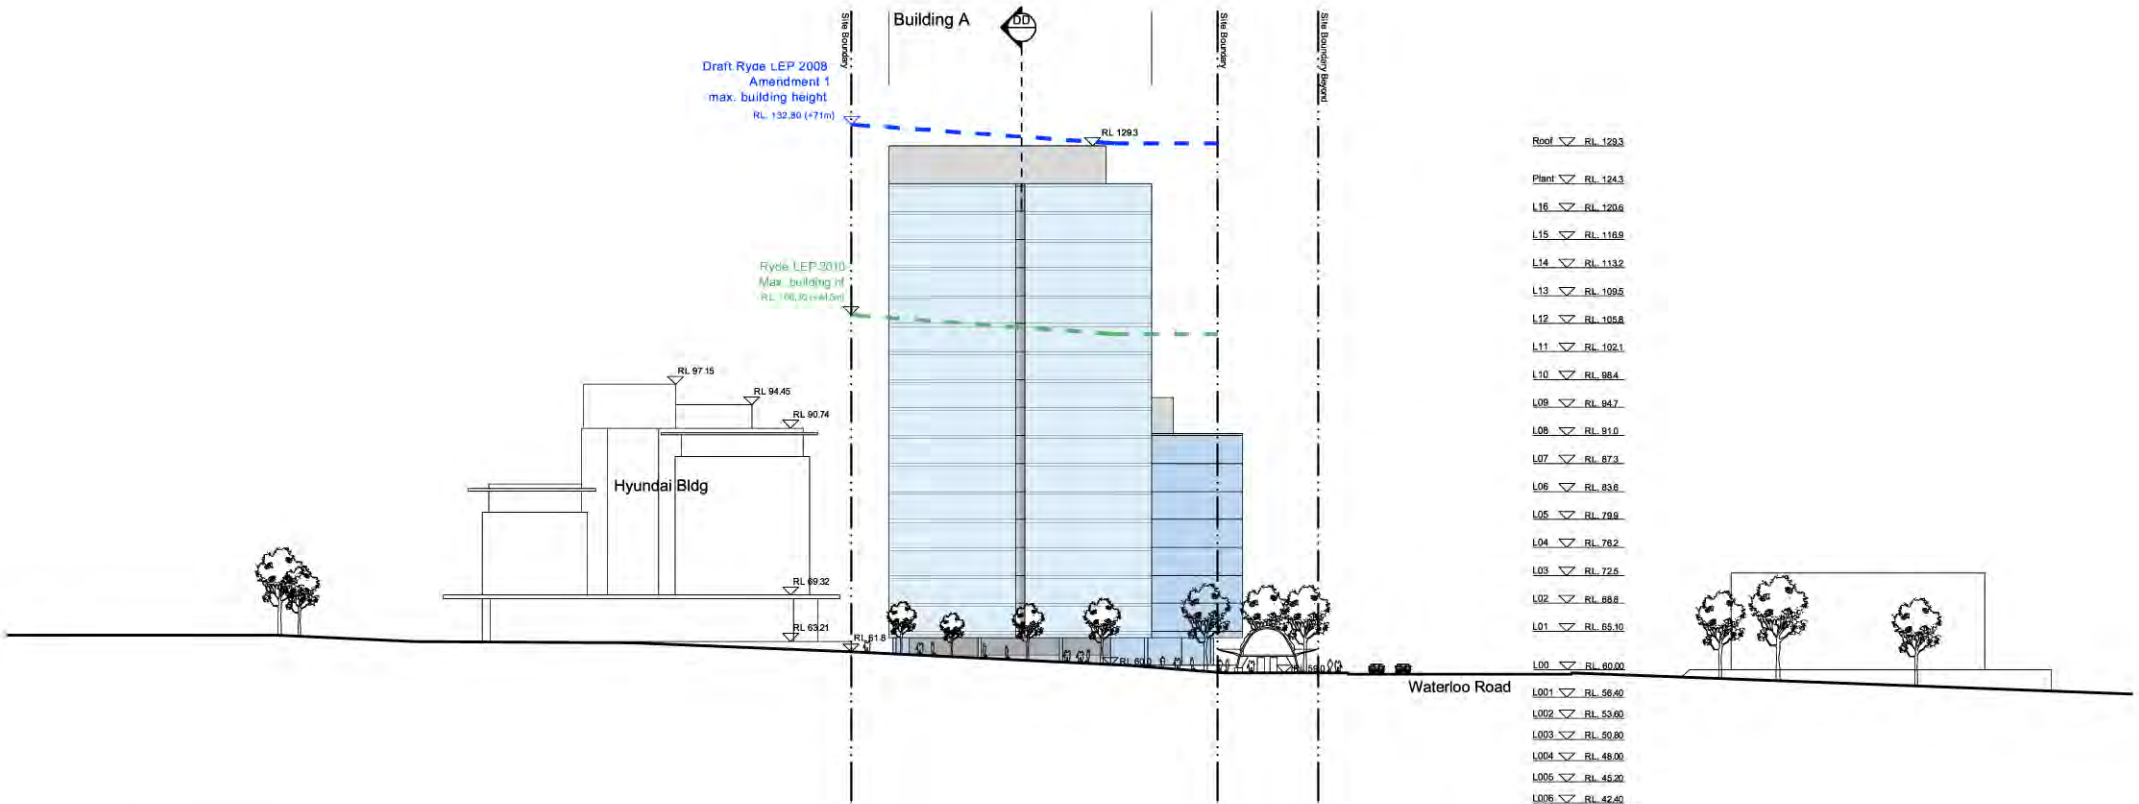 Building A
DD
Site Boundary
Site Boundary
Site Boundary Beyond
Draft Ryde LEP 2008
Amendment 1
max. building height
RL. 132.80 (+71m)
RL 129.3
Ryde LEP 2010
Max. building ht
RL 97.15
RL 94.45
RL 90.74
Hyundai Bldg
RL 69.32
RL 63.21
RL 61.8
Waterloo Road
Roof RL. 129.3
Plant RL. 124.3
L16 RL. 120.6
L15 RL. 116.9
L14 RL. 113.2
L13 RL. 109.5
L12 RL. 105.8
L11 RL. 102.1
L10 RL. 98.4
L09 RL. 94.7
L08 RL. 91.0
L07 RL. 87.3
L06 RL. 83.6
L05 RL. 79.9
L04 RL. 76.2
L03 RL. 72.5
L02 RL. 68.8
L01 RL. 65.10
L00 RL. 60.00
L001 RL. 56.40
L002 RL. 53.60
L003 RL. 50.80
L004 RL. 48.00
L005 RL. 45.20
L006 RL. 42.40